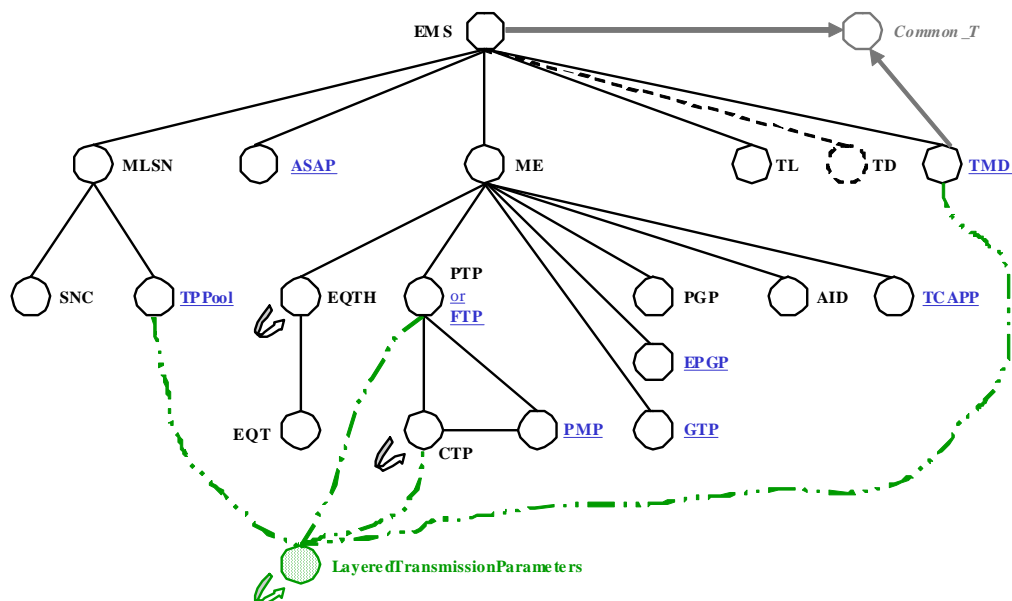 EMS
Common_T
MLSN
ASAP
ME
TL
TD
TMD
SNC
TPPool
EQTH
PTP
or
FTP
PGP
AID
TCAPP
EPGP
EQT
CTP
PMP
GTP
LayeredTransmissionParameters